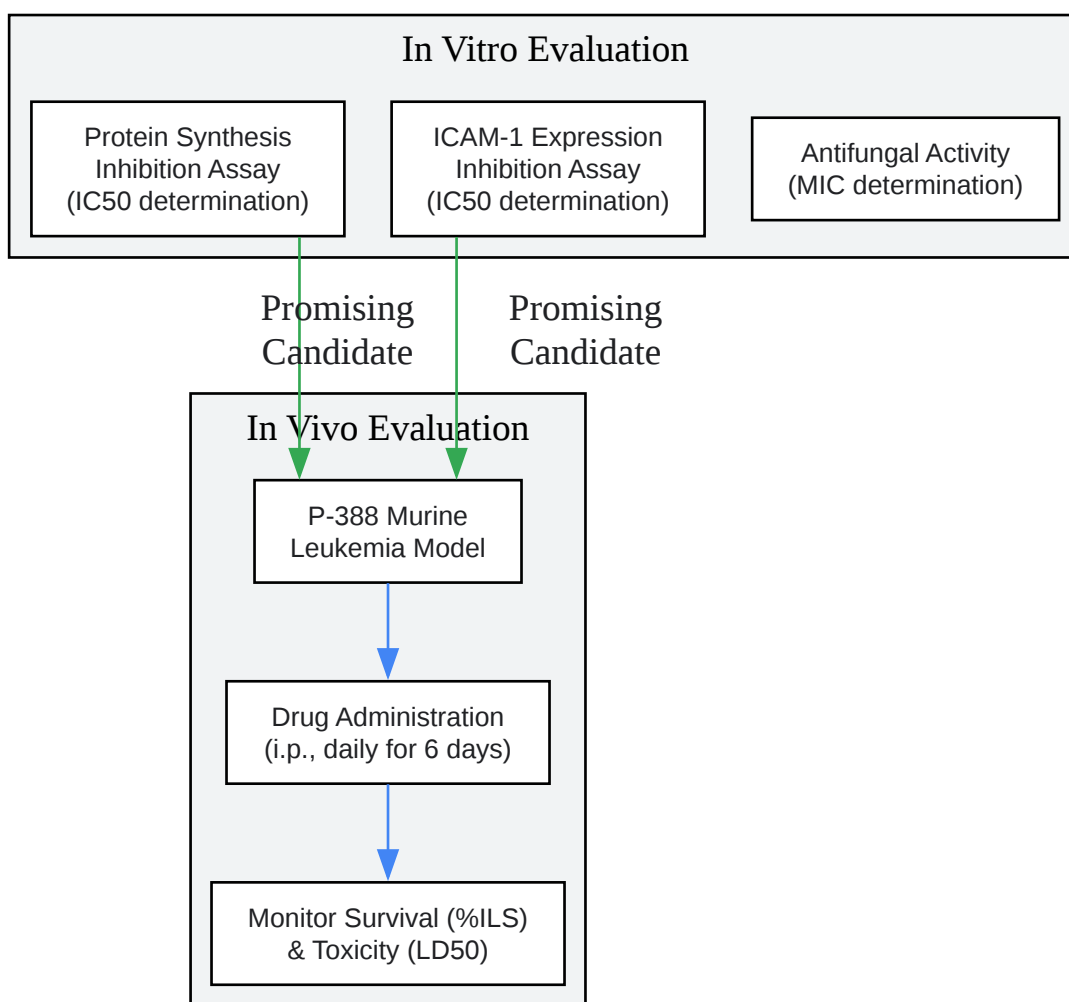 In Vitro Evaluation
Protein Synthesis
Inhibition Assay
(IC50 determination)
ICAM-1 Expression
Inhibition Assay
(IC50 determination)
Antifungal Activity
(MIC determination)
Promising
Candidate
Promising
Candidate
In Vivo Evaluation
P-388 Murine
Leukemia Model
Drug Administration
(i.p., daily for 6 days)
Monitor Survival (%ILS)
& Toxicity (LD50)